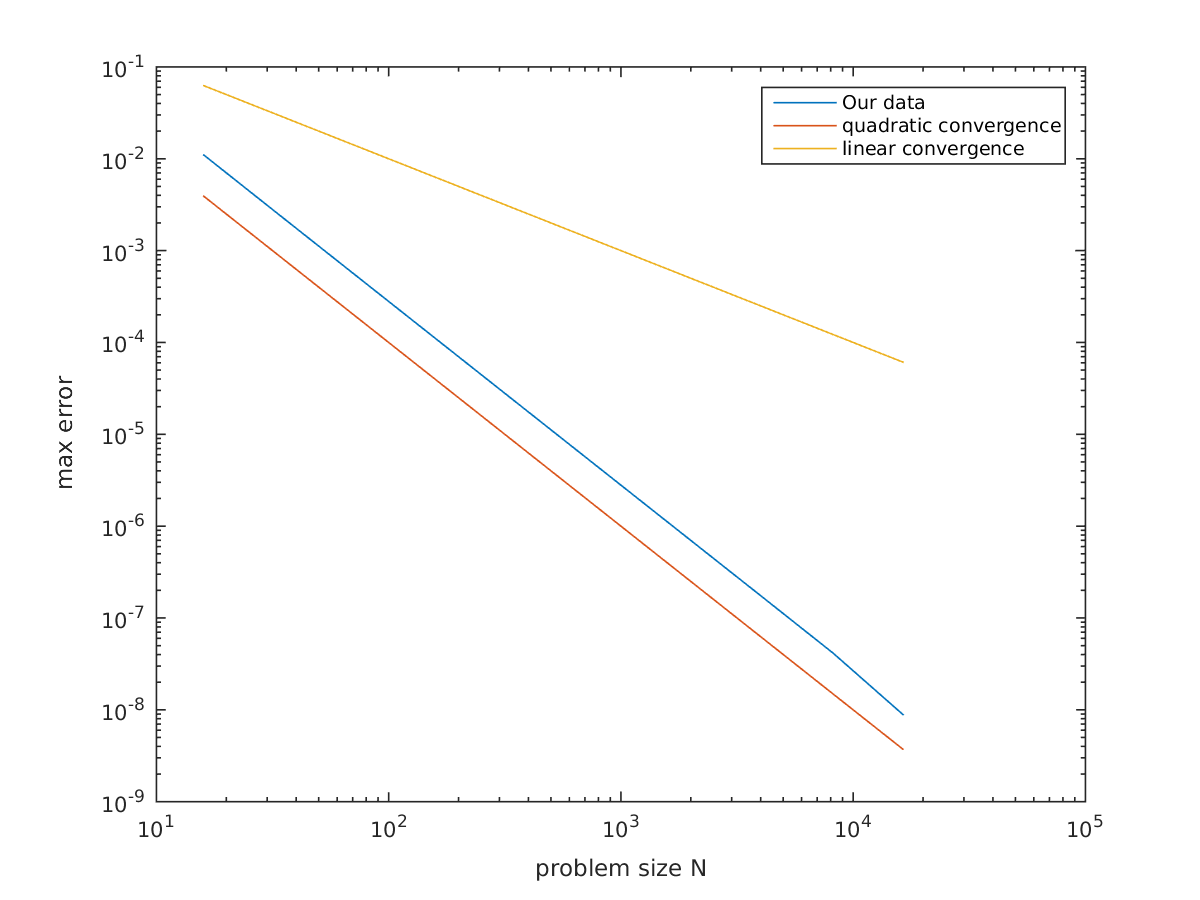 10^-1
10^-2
10^-3
10^-4
10^-5
10^-6
10^-7
10^-8
10^-9
max error
Our data
quadratic convergence
linear convergence
10^1 10^2 10^3 10^4 10^5
problem size N